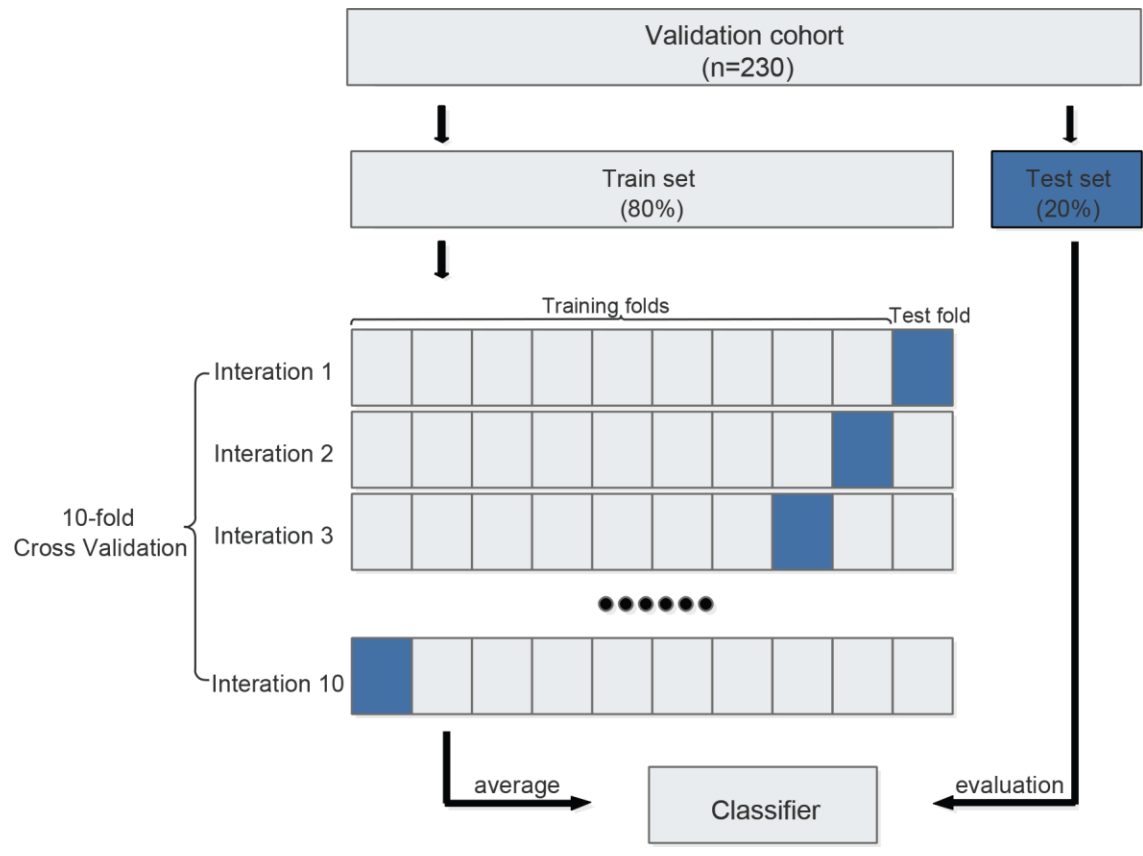 Validation cohort
(n=230)
Train set
(80%)
Test set
(20%)
Training folds
Test fold
Interation 1
Interation 2
Interation 3
10-fold
Cross Validation
Interation 10
average
evaluation
Classifier